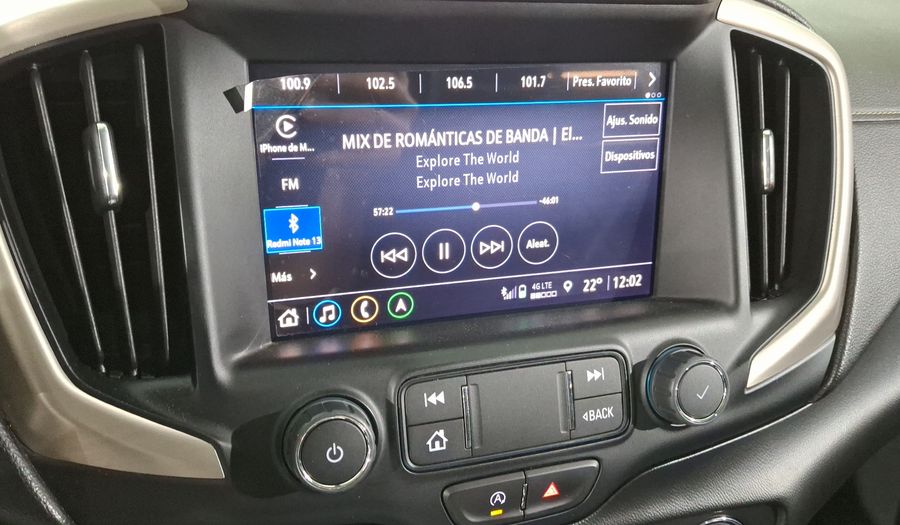 100.9 102.5 106.5 101.7 Pres. Favorito
iPhone de M...
FM
Redmi Note 13
Más
MIX DE ROMÁNTICAS DE BANDA | El...
Explore The World
Explore The World
57:22 -46:01
Aleat.
Ajus. Sonido
Dispositivos
4G LTE 22° 12:02
BACK
A